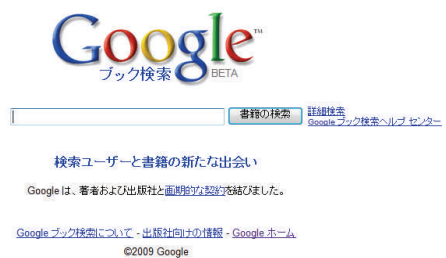 Google™
ブック検索 BETA
書籍の検索 詳細検索
Google ブック検索ヘルプ センター
検索ユーザーと書籍の新たな出会い
Google は、著者および出版社と画期的な契約を結びました。
Google ブック検索について - 出版社向けの情報 - Google ホーム
©2009 Google